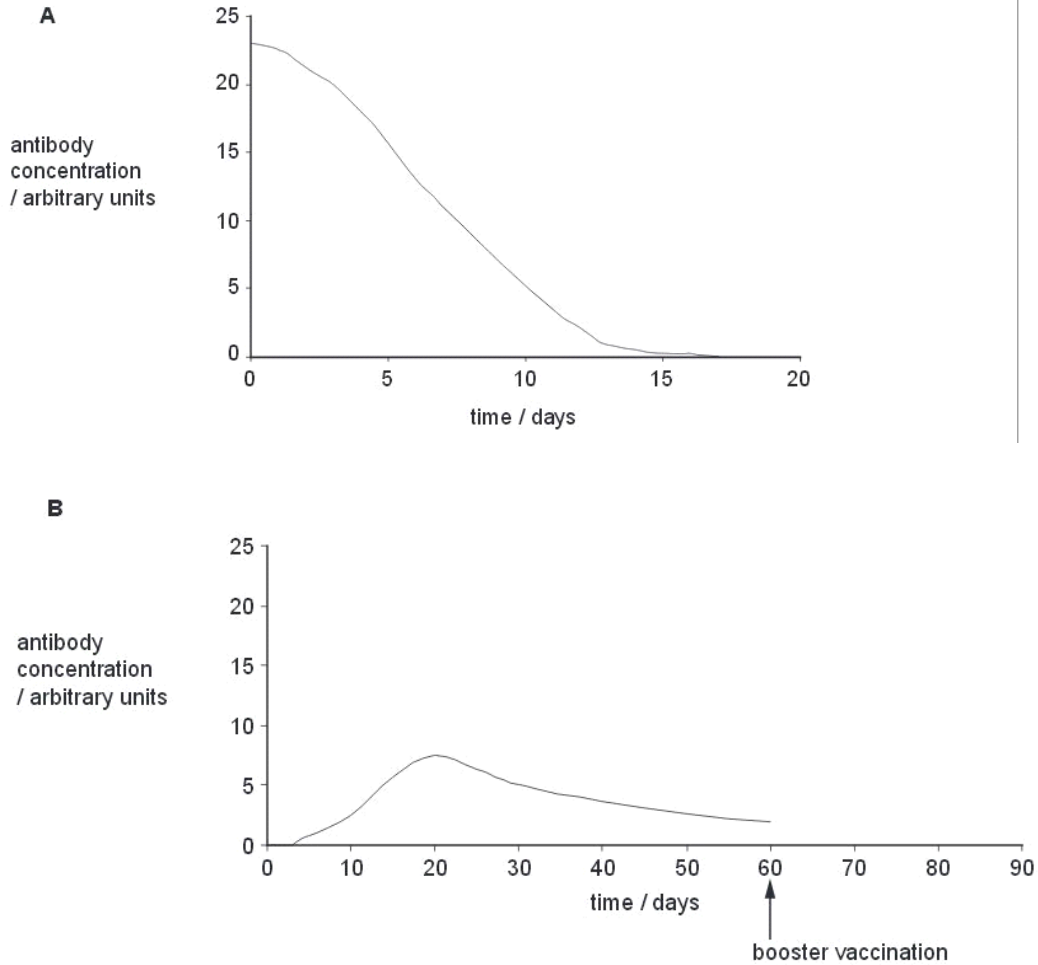 A
25
20
15
10
5
0
antibody
concentration
/ arbitrary units
0 5 10 15 20
time / days
B
25
20
15
10
5
0
antibody
concentration
/ arbitrary units
0 10 20 30 40 50 60 70 80 90
time / days
booster vaccination